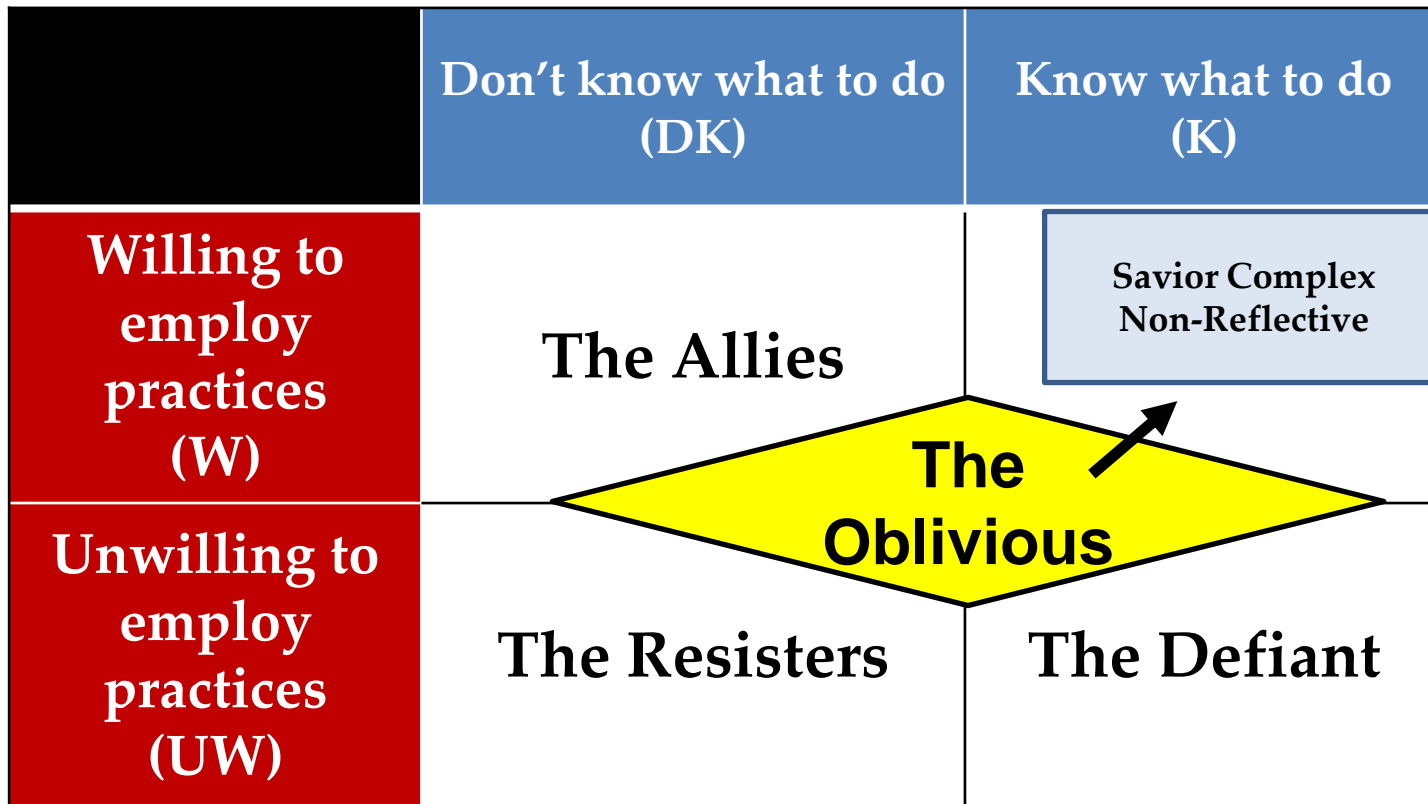 Don’t know what to do
(DK)
Know what to do
(K)
Willing to
employ
practices
(W)
The Allies
Savior Complex
Non-Reflective
The
Oblivious
Unwilling to
employ
practices
(UW)
The Resisters
The Defiant